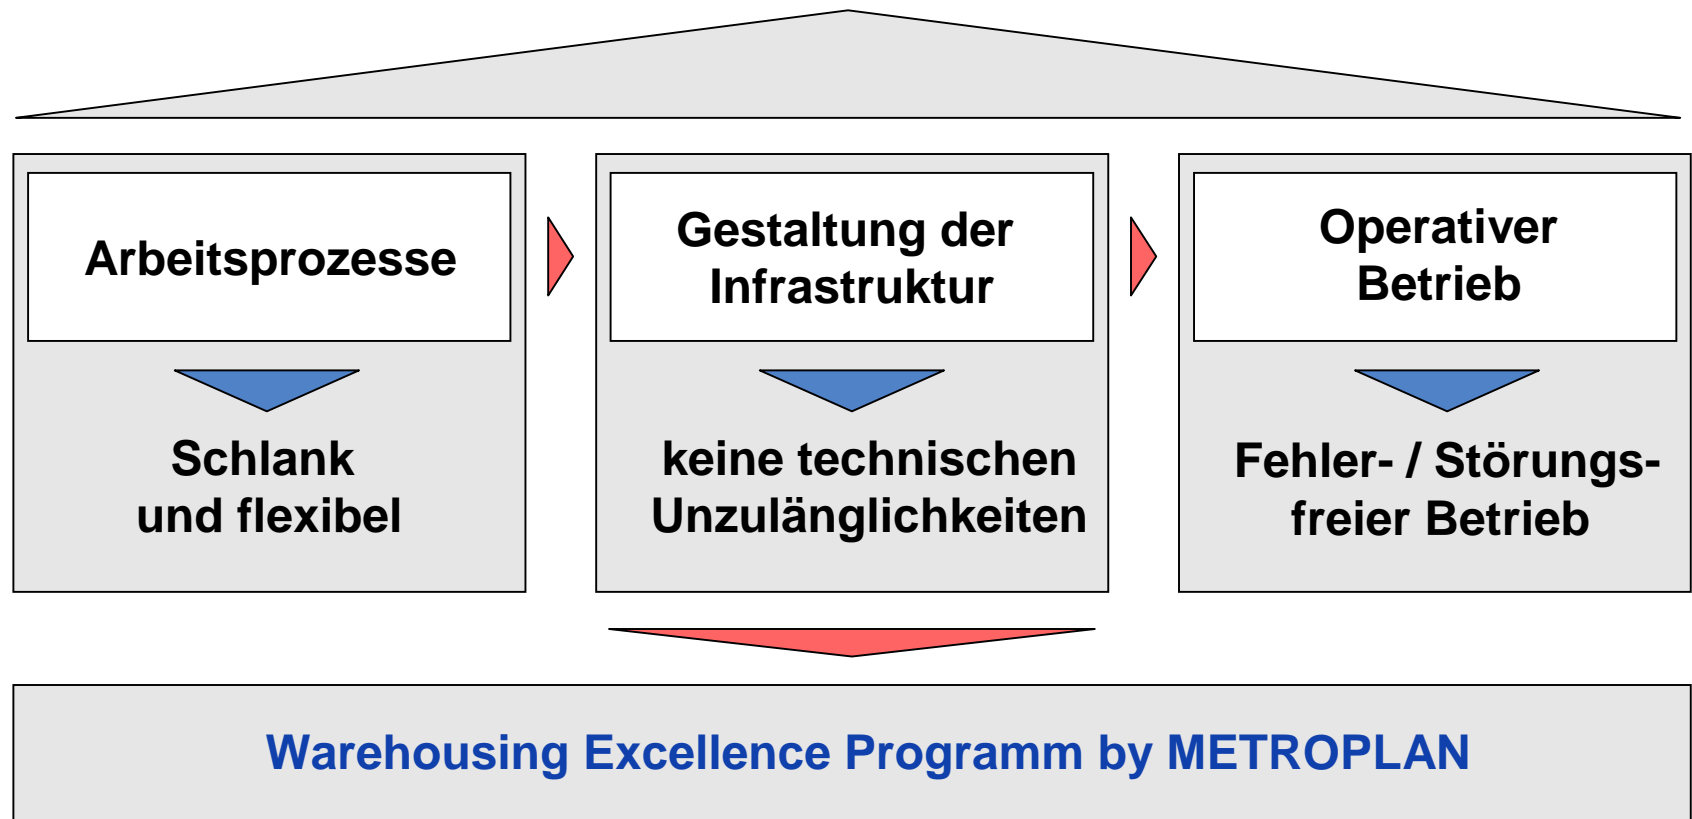 Arbeitsprozesse
Gestaltung der
Infrastruktur
Operativer
Betrieb
Schlank
und flexibel
keine technischen
Unzulänglichkeiten
Fehler- / Störungs-
freier Betrieb
Warehousing Excellence Programm by METROPLAN